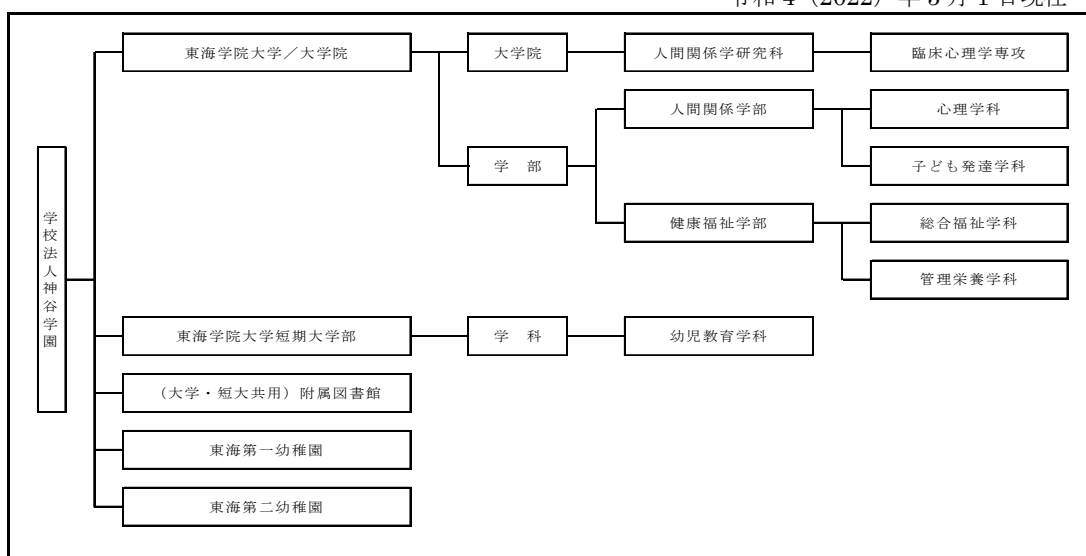 令和 4（2022）年 5 月 1 日現在
東海学院大学／大学院
大学院
人間関係学研究科
臨床心理学専攻
人間関係学部
心理学科
学 部
子ども発達学科
健康福祉学部
総合福祉学科
管理栄養学科
学校法人神谷学園
東海学院大学短期大学部
学 科
幼児教育学科
（大学・短大共用）附属図書館
東海第一幼稚園
東海第二幼稚園